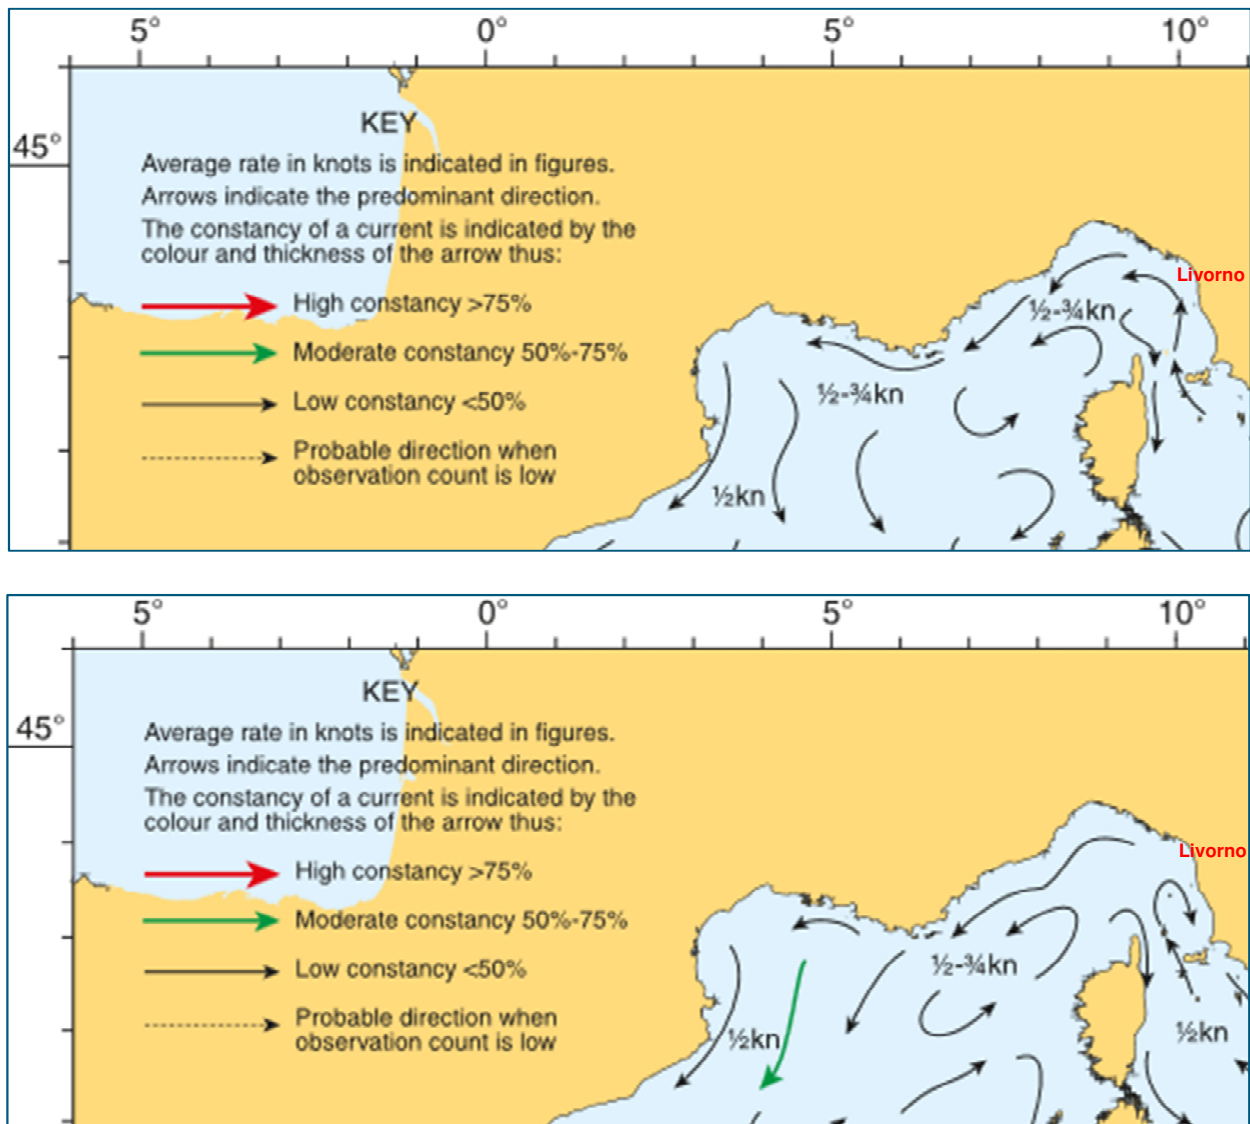 5° 0° 5° 10°
KEY
45°
Average rate in knots is indicated in figures.
Arrows indicate the predominant direction.
The constancy of a current is indicated by the
colour and thickness of the arrow thus:
Livorno
High constancy >75%
½-¾kn
Moderate constancy 50%-75%
½-¾kn
Low constancy <50%
Probable direction when
observation count is low
½kn
5° 0° 5° 10°
KEY
45°
Average rate in knots is indicated in figures.
Arrows indicate the predominant direction.
The constancy of a current is indicated by the
colour and thickness of the arrow thus:
Livorno
High constancy >75%
Moderate constancy 50%-75%
Low constancy <50%
½-¾kn
Probable direction when
observation count is low
½kn
½kn